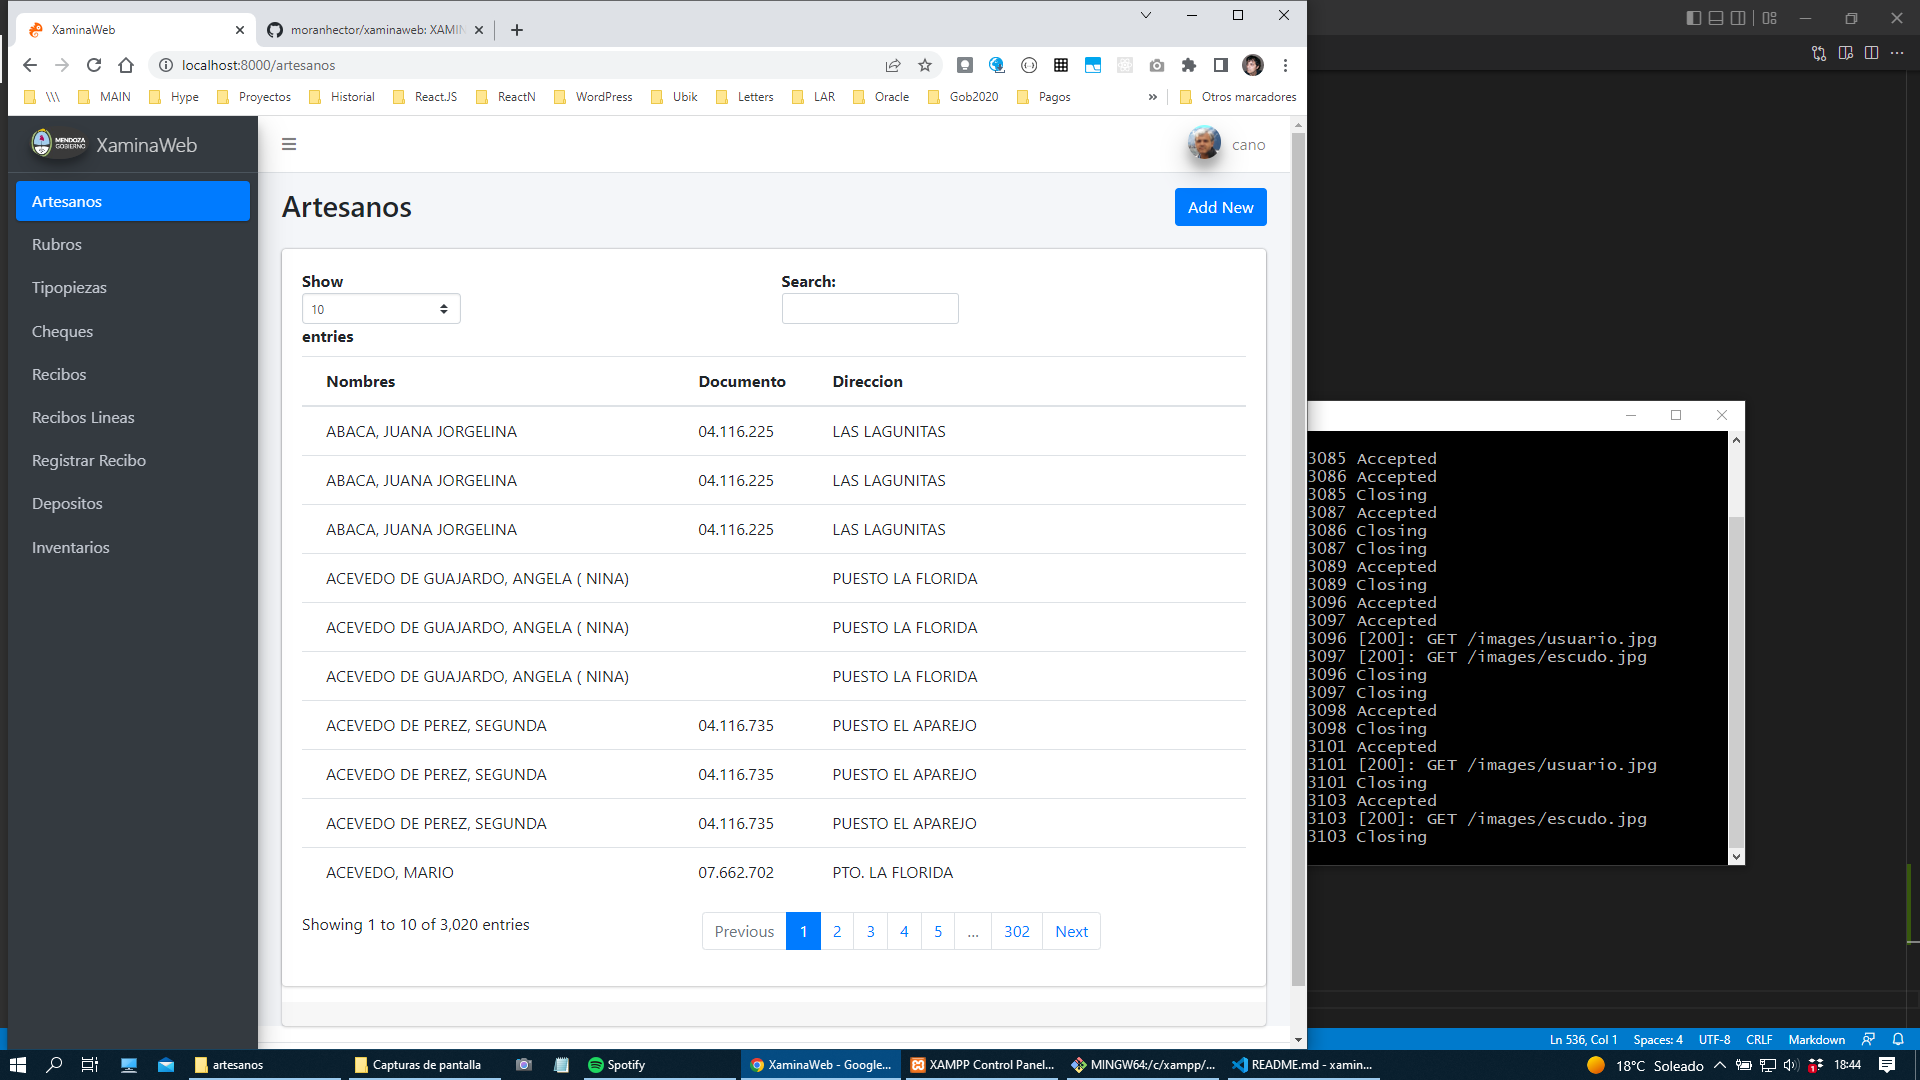 XaminaWeb
moranhector/xaminaweb: XAMIN
localhost:8000/artesanos
\\\ MAIN Hype Proyectos Historial ReactJS ReactN WordPress Ubik Letters LAR Oracle Gob2020 Pagos » Otros marcadores
MENDOZA
GOBIERNO
XaminaWeb
cano
Artesanos
Rubros
Tipopiezas
Cheques
Recibos
Recibos Lineas
Registrar Recibo
Depositos
Inventarios
Artesanos
Add New
Show
10
entries
Search:
Nombres Documento Direccion
ABACA, JUANA JORGELINA 04.116.225 LAS LAGUNITAS
ABACA, JUANA JORGELINA 04.116.225 LAS LAGUNITAS
ABACA, JUANA JORGELINA 04.116.225 LAS LAGUNITAS
ACEVEDO DE GUAJARDO, ANGELA ( NINA) PUESTO LA FLORIDA
ACEVEDO DE GUAJARDO, ANGELA ( NINA) PUESTO LA FLORIDA
ACEVEDO DE GUAJARDO, ANGELA ( NINA) PUESTO LA FLORIDA
ACEVEDO DE PEREZ, SEGUNDA 04.116.735 PUESTO EL APAREJO
ACEVEDO DE PEREZ, SEGUNDA 04.116.735 PUESTO EL APAREJO
ACEVEDO DE PEREZ, SEGUNDA 04.116.735 PUESTO EL APAREJO
ACEVEDO, MARIO 07.662.702 PTO. LA FLORIDA
Showing 1 to 10 of 3,020 entries
Previous 1 2 3 4 5 ... 302 Next
3085 Accepted
3086 Accepted
3085 Closing
3087 Accepted
3086 Closing
3087 Closing
3089 Accepted
3089 Closing
3096 Accepted
3097 Accepted
3096 [200]: GET /images/usuario.jpg
3097 [200]: GET /images/escudo.jpg
3096 Closing
3097 Closing
3098 Accepted
3098 Closing
3101 Accepted
3101 [200]: GET /images/usuario.jpg
3101 Closing
3103 Accepted
3103 [200]: GET /images/escudo.jpg
3103 Closing
Ln 536, Col 1 Spaces: 4 UTF-8 CRLF Markdown
artesanos
Capturas de pantalla
Spotify
XaminaWeb - Google...
XAMPP Control Panel...
MINGW64:/c/xampp/...
README.md - xamin...
18°C Soleado
1
18:44